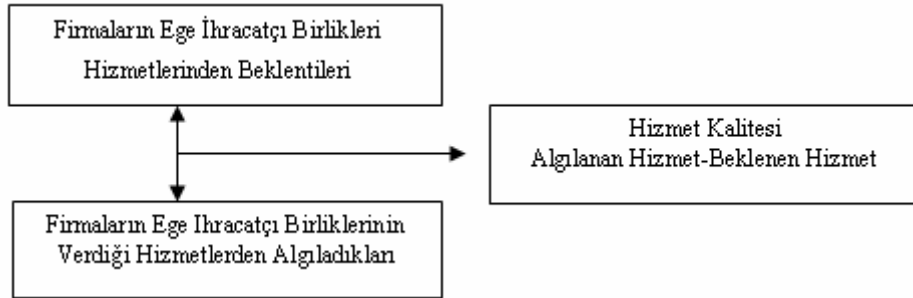 Firmaların Ege İhracatçı Birlikleri
Hizmetlerinden Beklentileri
Hizmet Kalitesi
Algılanan Hizmet-Beklenen Hizmet
Firmaların Ege Ihracatçı Birliklerinin
Verdiği Hizmetlerden Algıladıkları